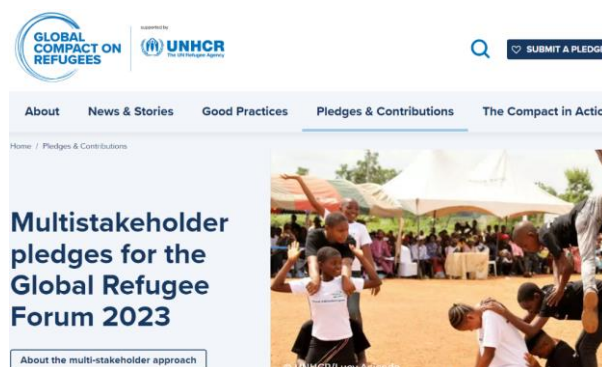 GLOBAL
COMPACT ON
REFUGEES
supported by
UNHCR
The UN Refugee Agency
SUBMIT A PLEDGE
About News & Stories Good Practices Pledges & Contributions The Compact in Actio
Home / Pledges & Contributions
Multistakeholder
pledges for the
Global Refugee
Forum 2023
About the multi-stakeholder approach
© UNHCR/Lucy